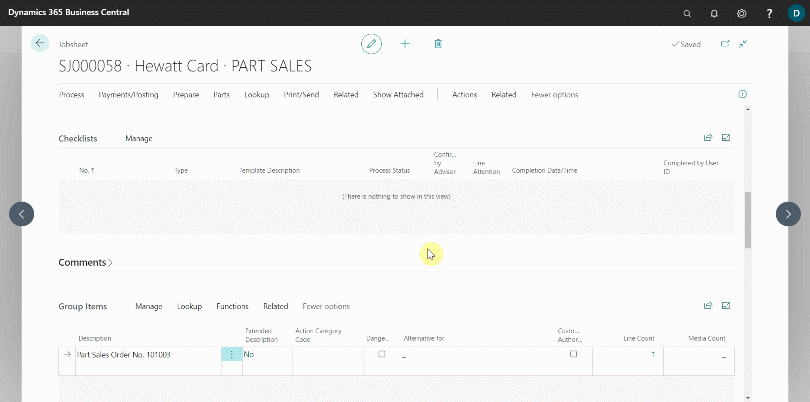 Dynamics 365 Business Central
?
D
Jobsheet
Saved
SJ000058 · Hewatt Card · PART SALES
Process Payments/Posting Prepare Parts Lookup Print/Send Related Show Attached Actions Related Fewer options
Checklists Manage
No. ↑ Type Template Description Process Status Confir... by Advisor Line Attention Completion Date/Time Completed by User ID
(There is nothing to show in this view)
Comments
Group Items Manage Lookup Functions Related Fewer options
Description Extended Description Action Category Code Dange... Alternative for Custo... Author... Line Count Media Count
Part Sales Order No. 101003 No _ 1 _